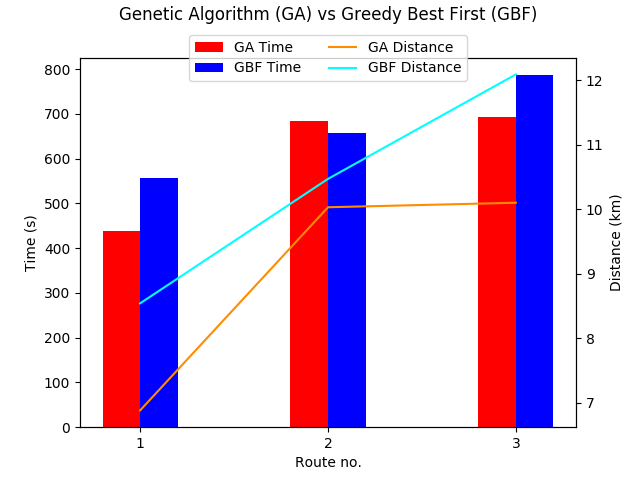 Genetic Algorithm (GA) vs Greedy Best First (GBF)
GA Time
GBF Time
GA Distance
GBF Distance
800
700
600
500
400
300
200
100
0
Time (s)
12
11
10
9
8
7
Distance (km)
1 2 3
Route no.